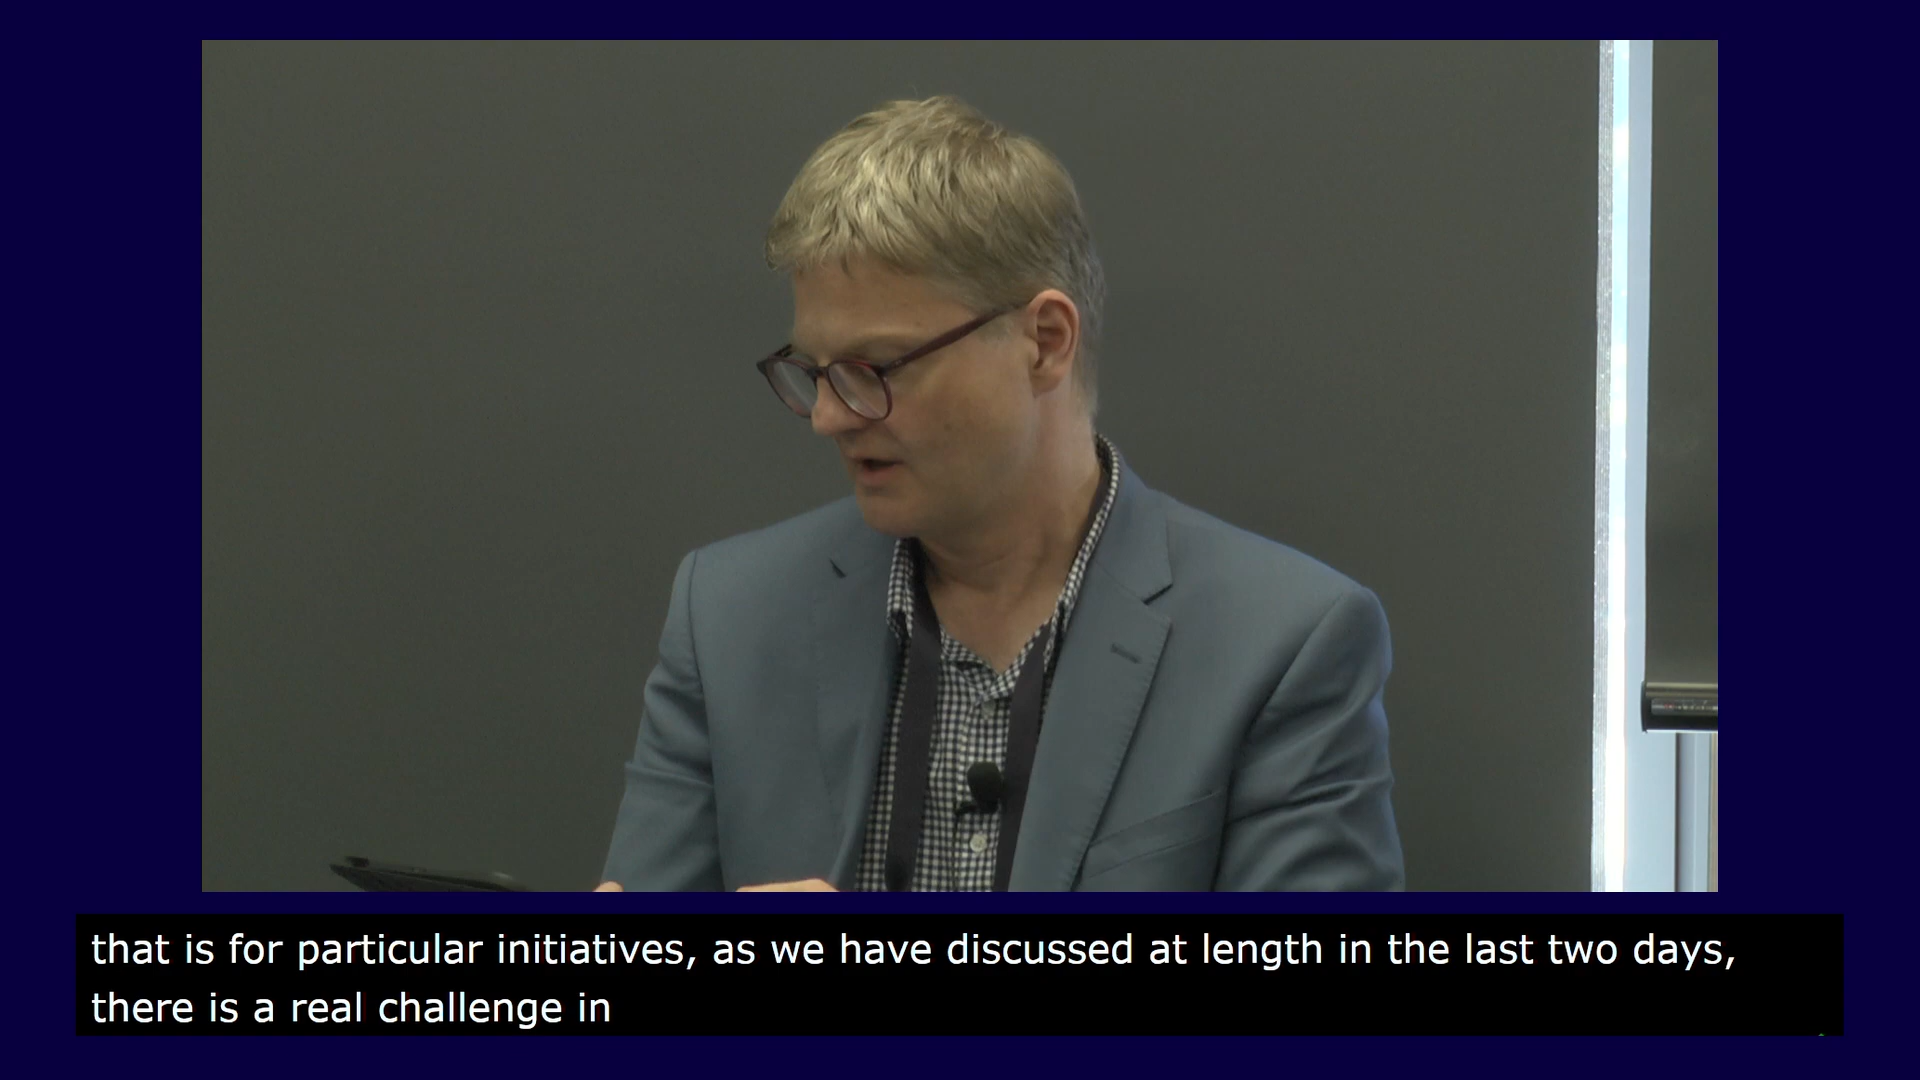 that is for particular initiatives, as we have discussed at length in the last two days,
there is a real challenge in